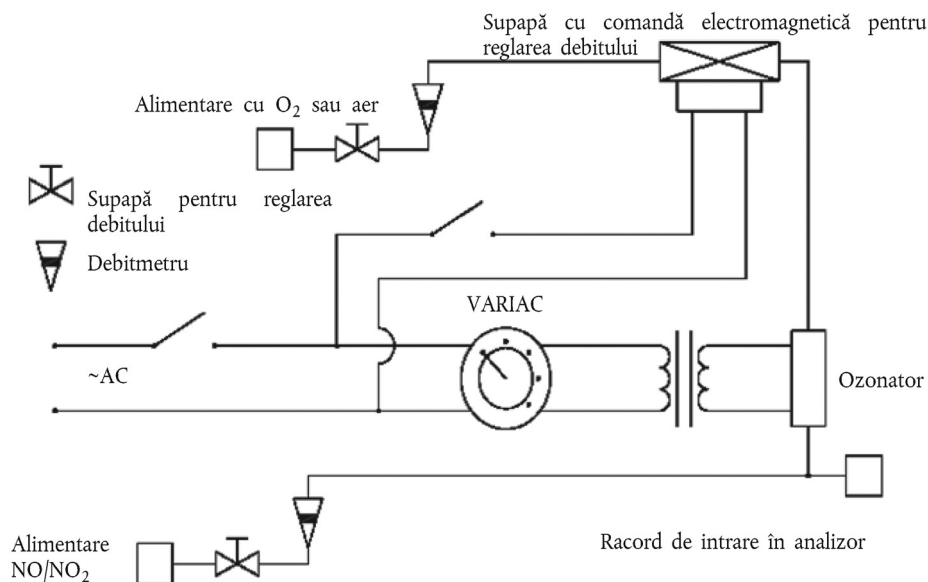 Supapă cu comandă electromagnetică pentru
reglarea debitului
Alimentare cu O₂ sau aer
Supapă pentru reglarea
debitului
Debitmetru
VARIAC
~AC
Ozonator
Racord de intrare în analizor
Alimentare
NO/NO₂